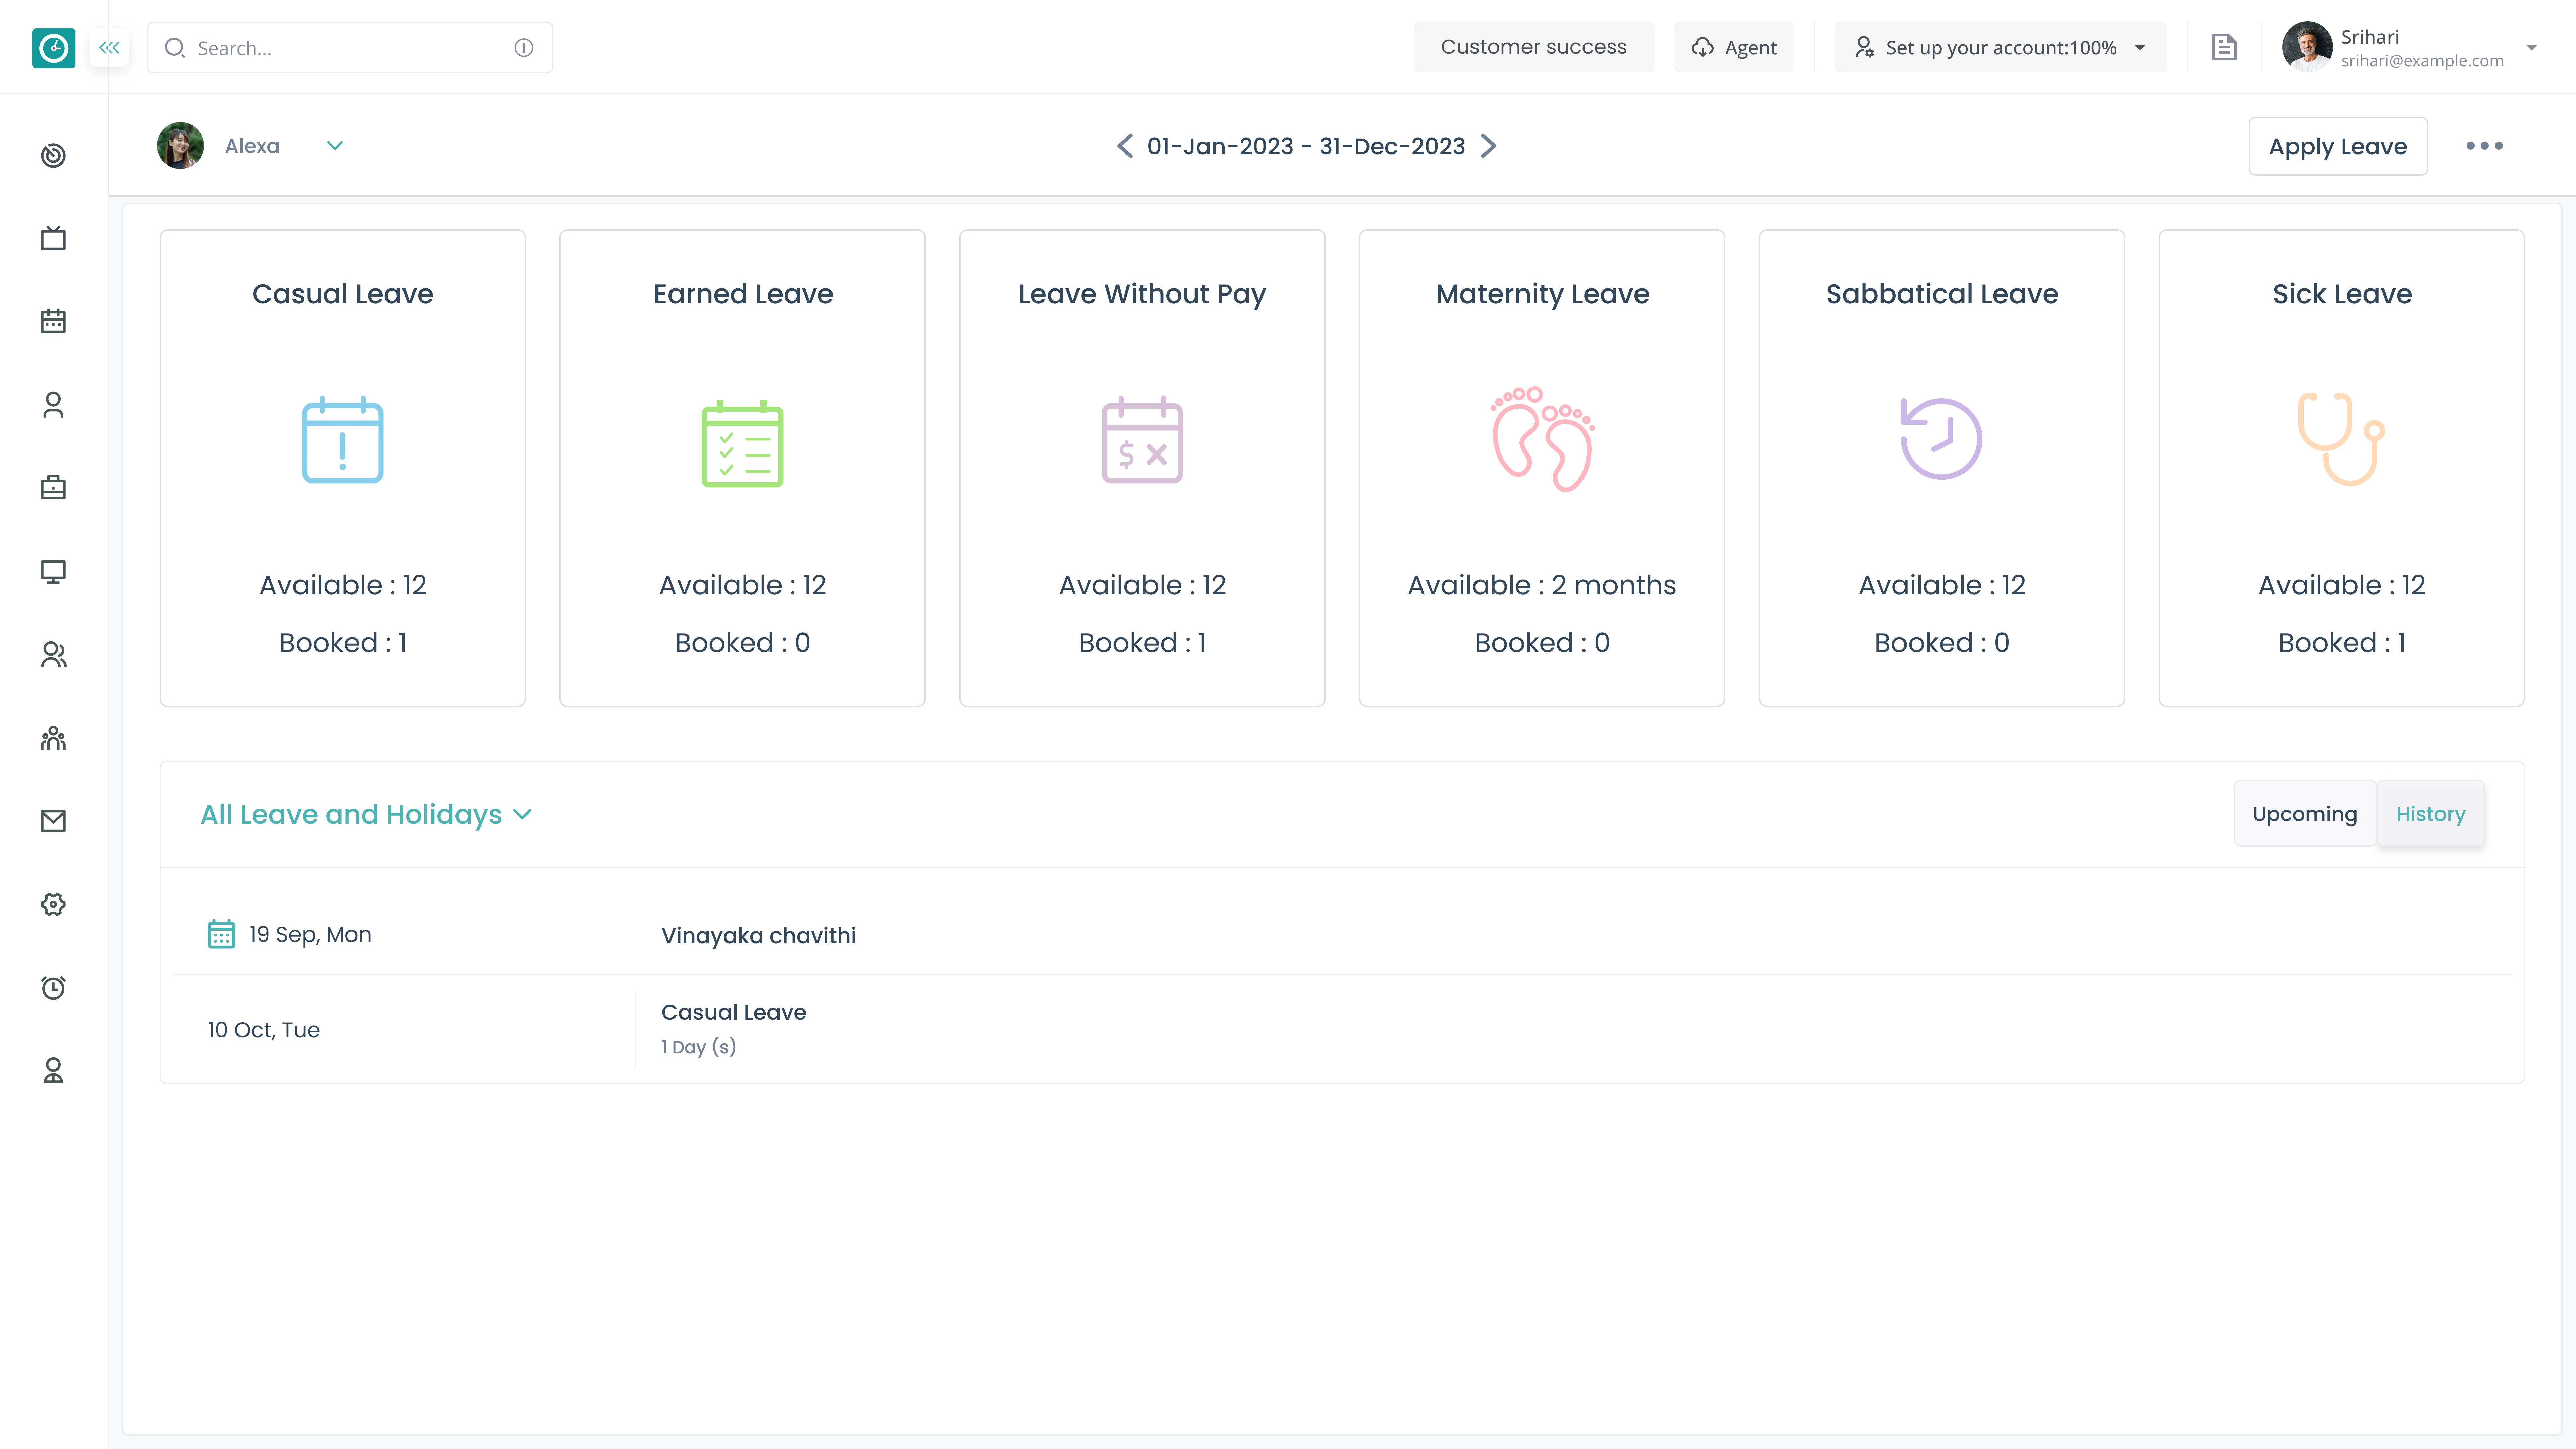 Search...
Customer success
Agent
Set up your account:100%
Srihari
srihari@example.com
Alexa
01-Jan-2023 - 31-Dec-2023
Apply Leave
Casual Leave
Available : 12
Booked : 1
Earned Leave
Available : 12
Booked : 0
Leave Without Pay
Available : 12
Booked : 1
Maternity Leave
Available : 2 months
Booked : 0
Sabbatical Leave
Available : 12
Booked : 0
Sick Leave
Available : 12
Booked : 1
All Leave and Holidays
Upcoming
History
19 Sep, Mon
Vinayaka chavithi
10 Oct, Tue
Casual Leave
1 Day (s)